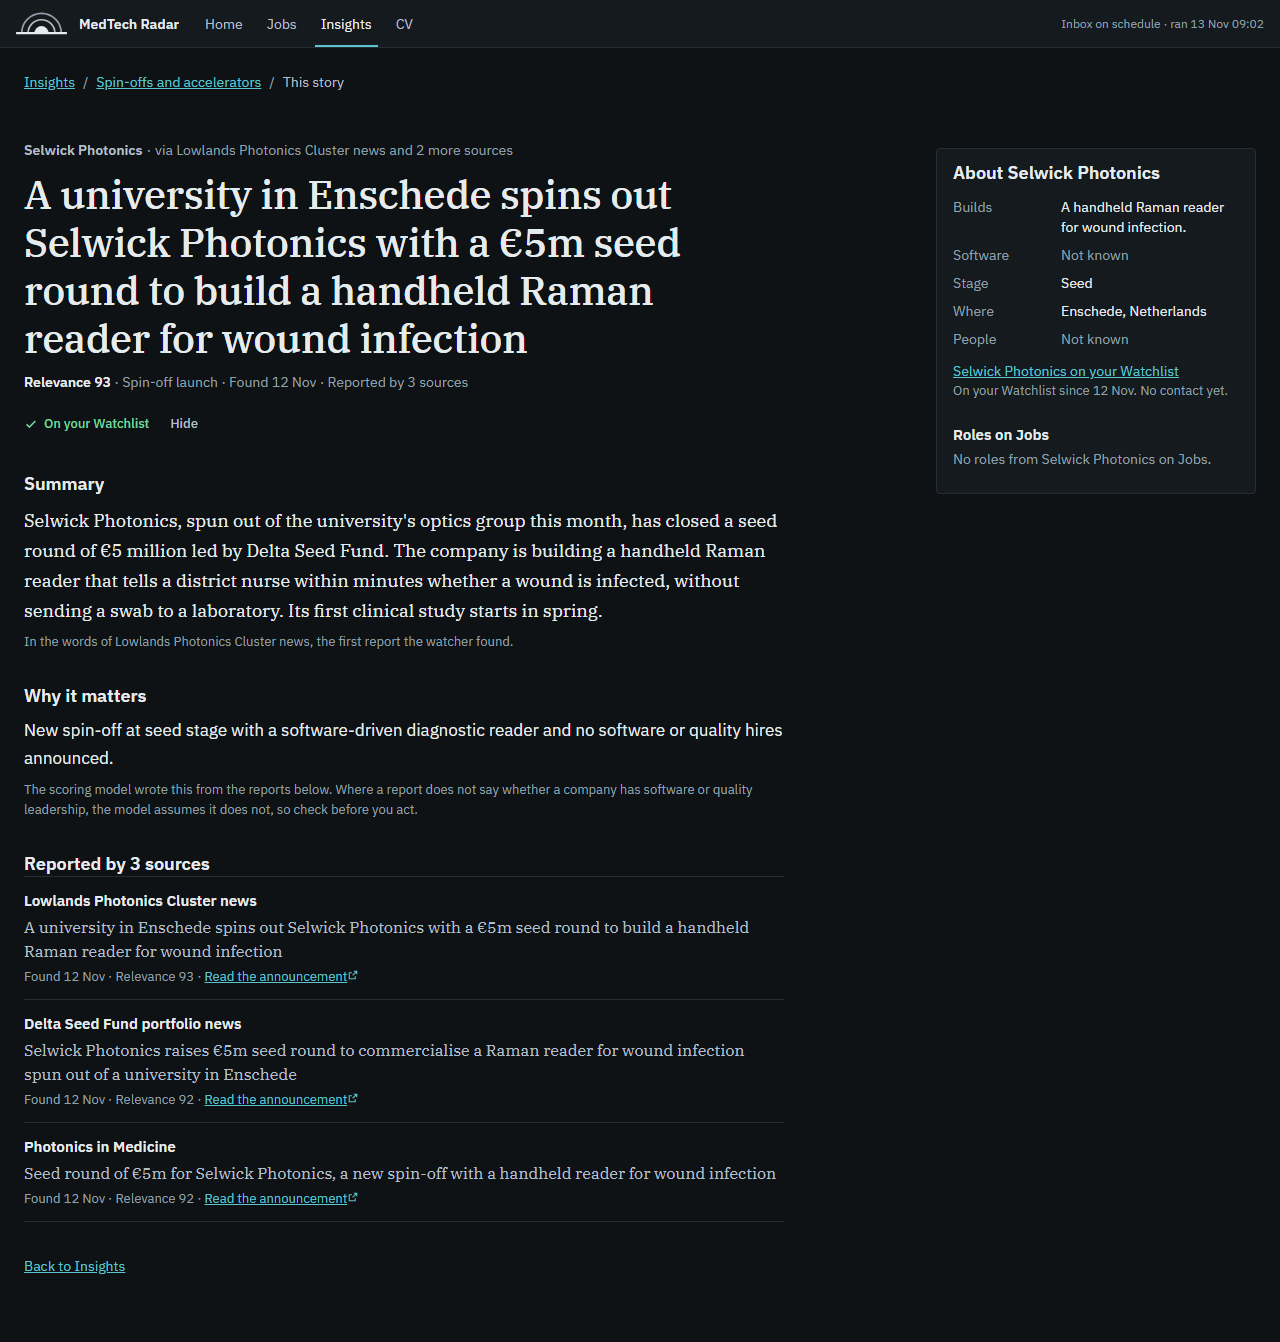 MedTech Radar Home Jobs Insights CV Inbox on schedule · ran 13 Nov 09:02
Insights / Spin-offs and accelerators / This story
Selwick Photonics · via Lowlands Photonics Cluster news and 2 more sources
A university in Enschede spins out
Selwick Photonics with a €5m seed
round to build a handheld Raman
reader for wound infection
Relevance 93 · Spin-off launch · Found 12 Nov · Reported by 3 sources
On your Watchlist Hide
Summary
Selwick Photonics, spun out of the university's optics group this month, has closed a seed
round of €5 million led by Delta Seed Fund. The company is building a handheld Raman
reader that tells a district nurse within minutes whether a wound is infected, without
sending a swab to a laboratory. Its first clinical study starts in spring.
In the words of Lowlands Photonics Cluster news, the first report the watcher found.
Why it matters
New spin-off at seed stage with a software-driven diagnostic reader and no software or quality hires
announced.
The scoring model wrote this from the reports below. Where a report does not say whether a company has software or quality
leadership, the model assumes it does not, so check before you act.
Reported by 3 sources
Lowlands Photonics Cluster news
A university in Enschede spins out Selwick Photonics with a €5m seed round to build a handheld
Raman reader for wound infection
Found 12 Nov · Relevance 93 · Read the announcement
Delta Seed Fund portfolio news
Selwick Photonics raises €5m seed round to commercialise a Raman reader for wound infection
spun out of a university in Enschede
Found 12 Nov · Relevance 92 · Read the announcement
Photonics in Medicine
Seed round of €5m for Selwick Photonics, a new spin-off with a handheld reader for wound infection
Found 12 Nov · Relevance 92 · Read the announcement
Back to Insights
About Selwick Photonics
Builds A handheld Raman reader
for wound infection.
Software Not known
Stage Seed
Where Enschede, Netherlands
People Not known
Selwick Photonics on your Watchlist
On your Watchlist since 12 Nov. No contact yet.
Roles on Jobs
No roles from Selwick Photonics on Jobs.